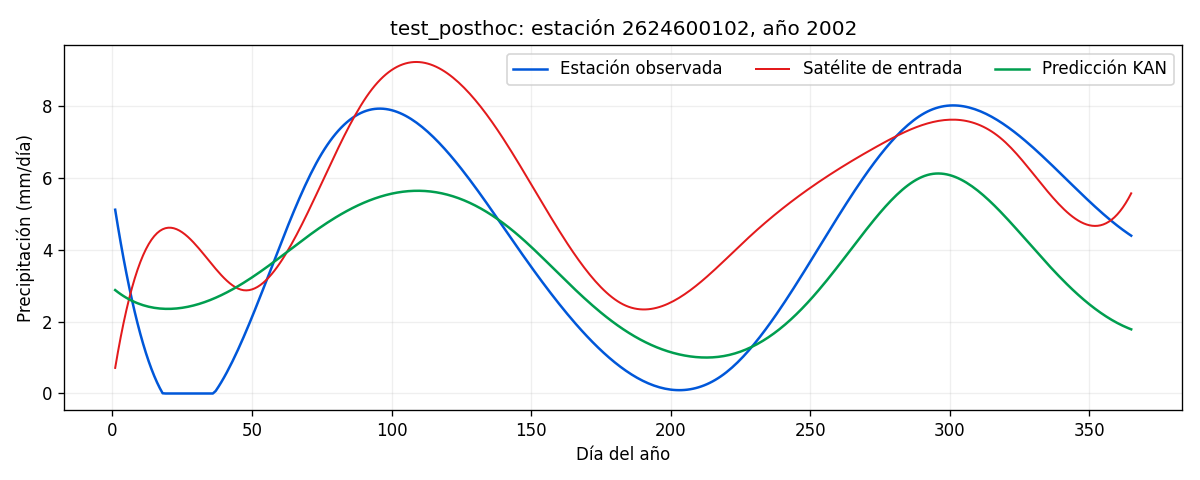 test_posthoc: estación 2624600102, año 2002
Estación observada
Satélite de entrada
Predicción KAN
Precipitación (mm/día)
8
6
4
2
0
0 50 100 150 200 250 300 350
Día del año